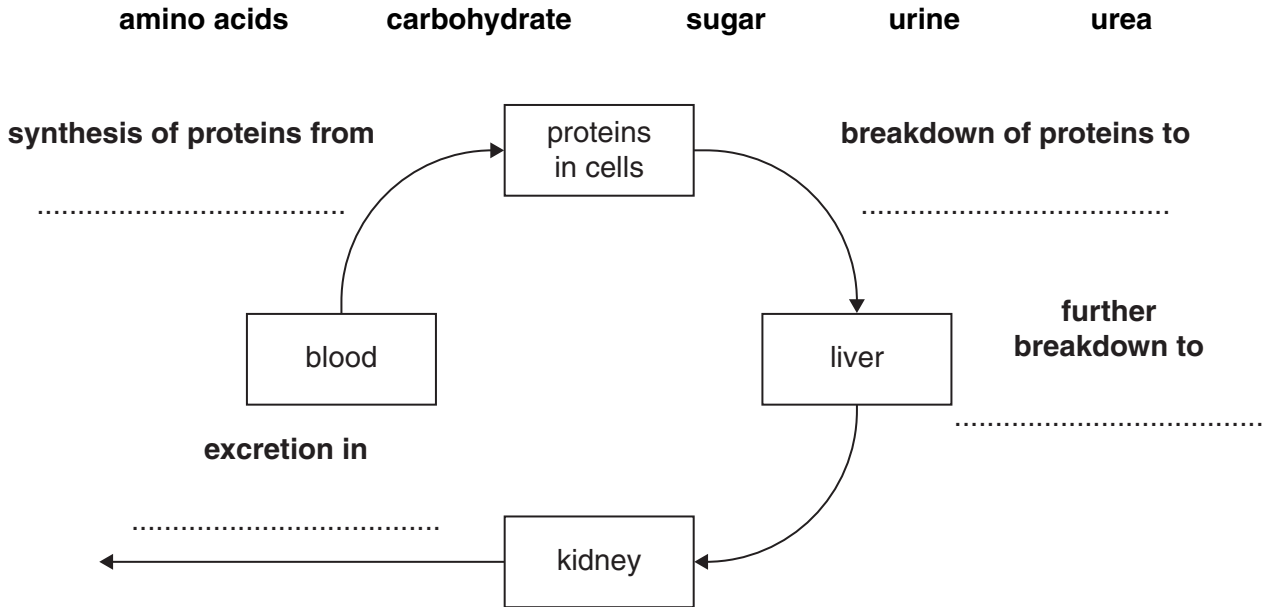 amino acids carbohydrate sugar urine urea
synthesis of proteins from
.....................................
proteins
in cells
breakdown of proteins to
.....................................
blood
liver
further
breakdown to
.....................................
excretion in
.....................................
kidney